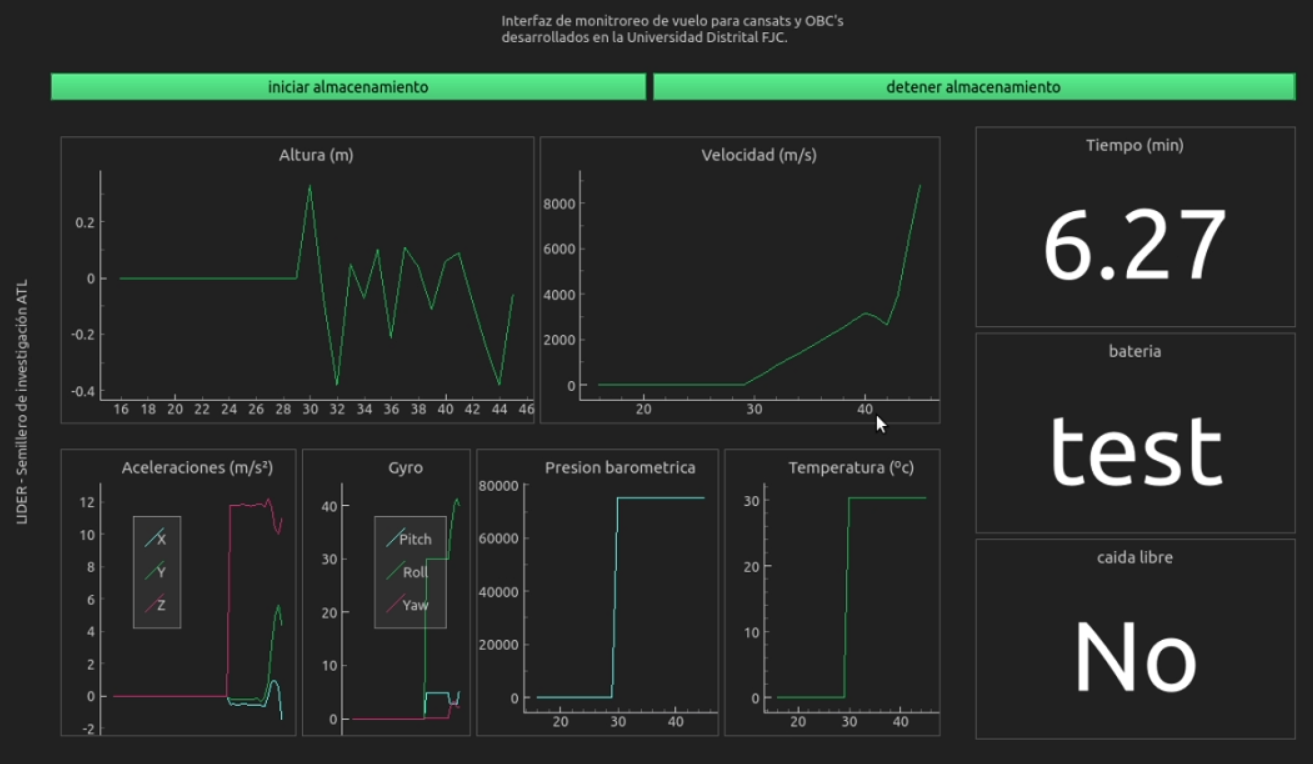 Interfaz de monitroreo de vuelo para cansats y OBC's
desarrollados en la Universidad Distrital FJC.
iniciar almacenamiento
detener almacenamiento
LIDER - Semillero de investigación ATL
Altura (m)
0.2
0
-0.2
-0.4
16 18 20 22 24 26 28 30 32 34 36 38 40 42 44 46
Velocidad (m/s)
8000
6000
4000
2000
0
20 30 40
Tiempo (min)
6.27
bateria
test
caida libre
No
Aceleraciones (m/s²)
12
10
8
6
4
2
0
-2
X
Y
Z
Gyro
40
30
20
10
0
Pitch
Roll
Yaw
Presion barometrica
80000
60000
40000
20000
0
20 30 40
Temperatura (ºc)
30
20
10
0
20 30 40